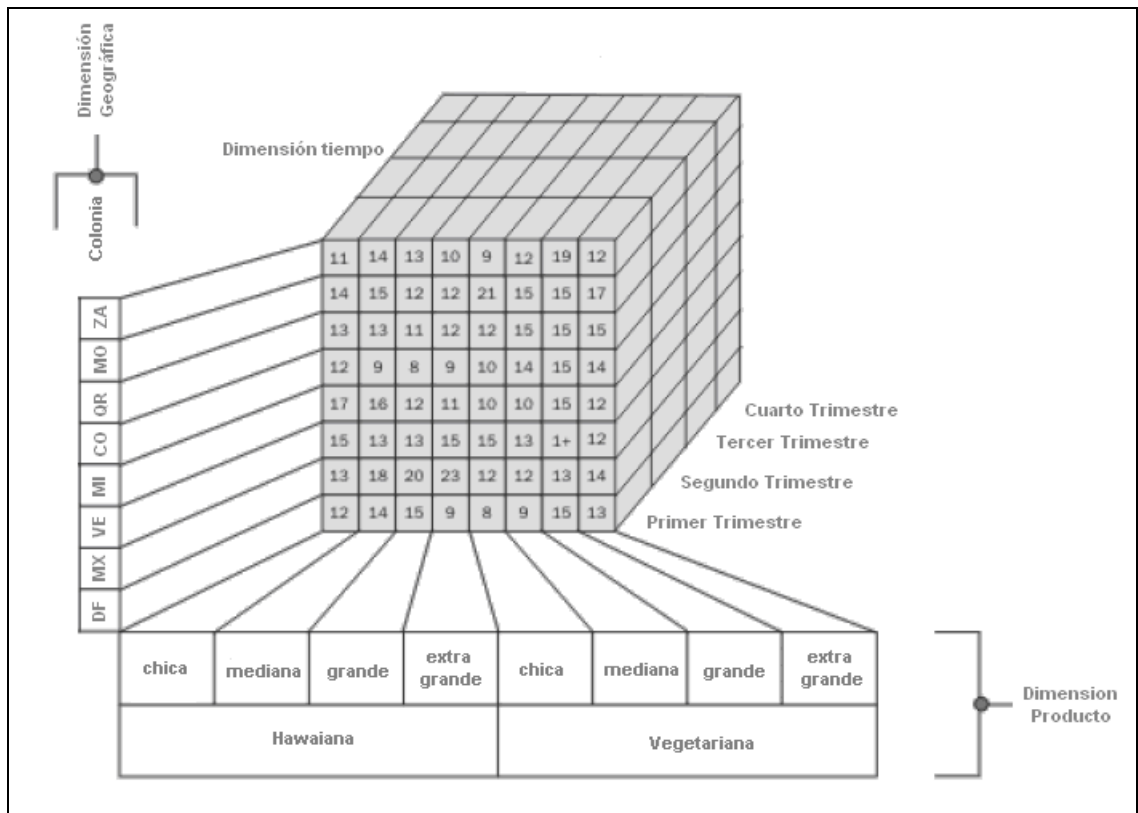 Dimensión
Geográfica
Colonia
Dimensión tiempo
11 14 13 10 9 12 19 12
14 15 12 12 21 15 15 17
13 13 11 12 12 15 15 15
12 9 8 9 10 14 15 14
17 16 12 11 10 10 15 12
15 13 13 15 15 13 1+ 12
13 18 20 23 12 12 13 14
12 14 15 9 8 9 15 13
ZA
MO
QR
CO
MI
VE
MX
DF
Cuarto Trimestre
Tercer Trimestre
Segundo Trimestre
Primer Trimestre
chica mediana grande extra grande chica mediana grande extra grande
Hawaiana Vegetariana
Dimension
Producto